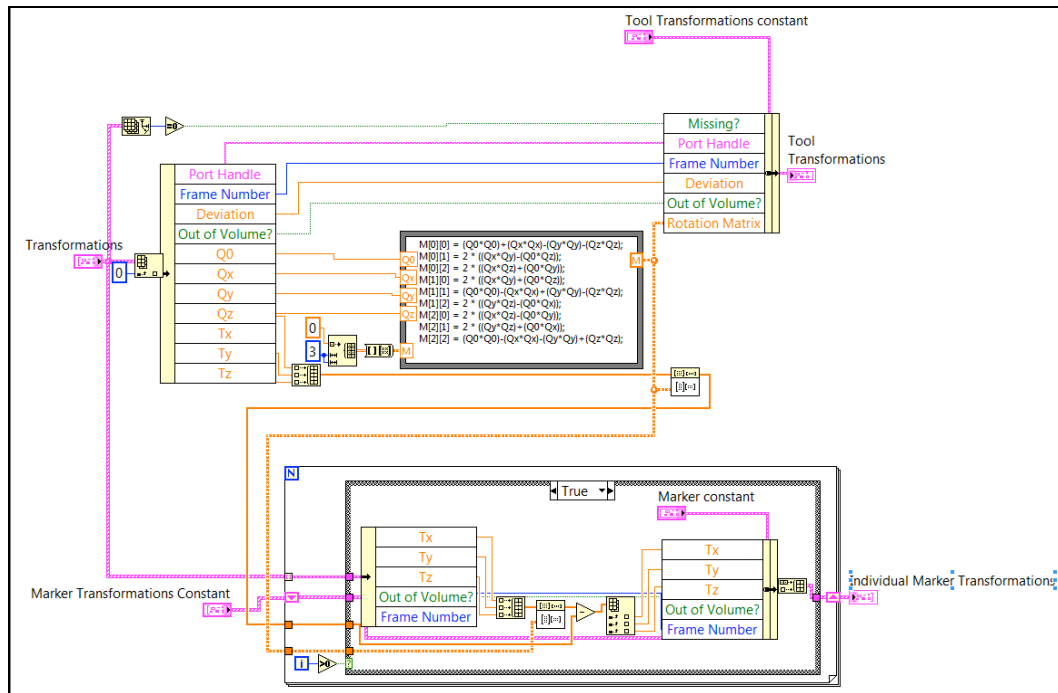 Tool Transformations constant
=0
Missing?
Port Handle
Frame Number
Deviation
Out of Volume?
Rotation Matrix
Tool
Transformations
Port Handle
Frame Number
Deviation
Out of Volume?
Q0
Qx
Qy
Qz
Tx
Ty
Tz
Transformations
0
M[0][0] = (Q0*Q0)+(Qx*Qx)-(Qy*Qy)-(Qz*Qz);
M[0][1] = 2 * ((Qx*Qy)-(Q0*Qz));
M[0][2] = 2 * ((Qx*Qz)+(Q0*Qy));
M[1][0] = 2 * ((Qx*Qy)+(Q0*Qz));
M[1][1] = (Q0*Q0)-(Qx*Qx)+(Qy*Qy)-(Qz*Qz);
M[1][2] = 2 * ((Qy*Qz)-(Q0*Qx));
M[2][0] = 2 * ((Qx*Qz)-(Q0*Qy));
M[2][1] = 2 * ((Qy*Qz)+(Q0*Qx));
M[2][2] = (Q0*Q0)-(Qx*Qx)-(Qy*Qy)+(Qz*Qz);
Q0
Qx
Qy
Qz
M
M
0
3
N
True
Marker constant
Tx
Ty
Tz
Out of Volume?
Frame Number
Tx
Ty
Tz
Out of Volume?
Frame Number
Marker Transformations Constant
Individual Marker Transformations
i
>0
?